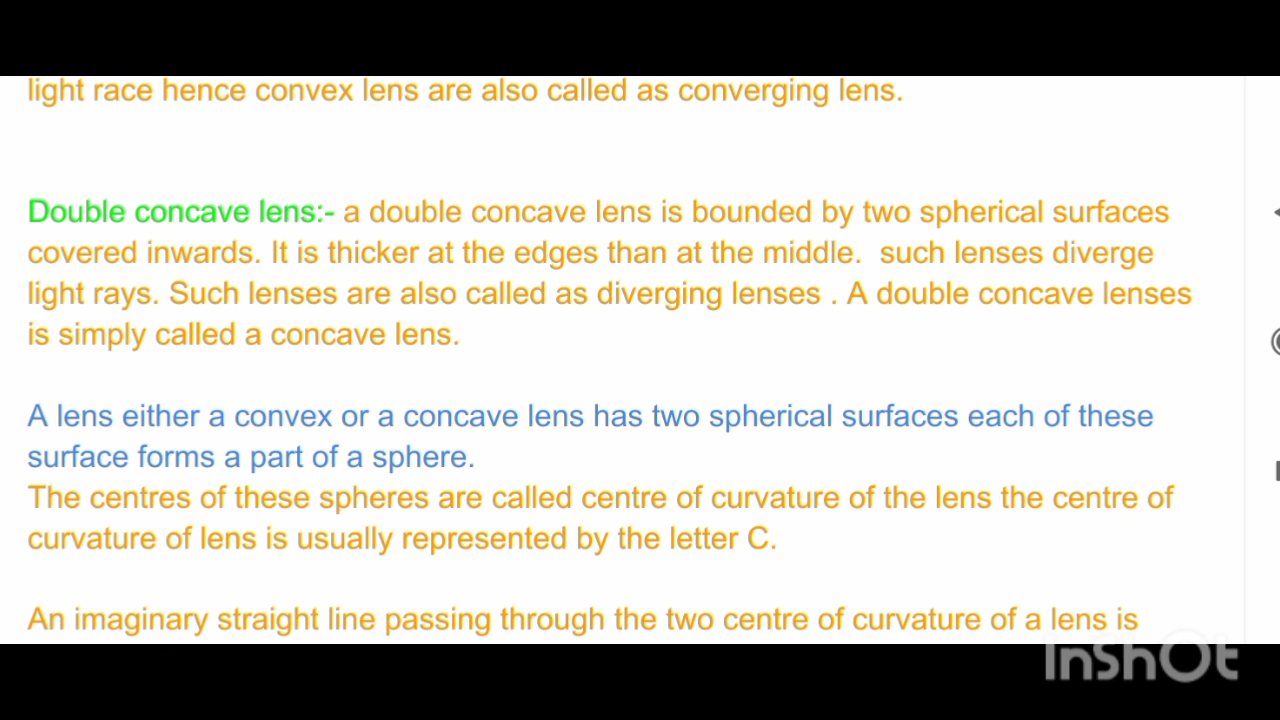 light race hence convex lens are also called as converging lens.
Double concave lens:- a double concave lens is bounded by two spherical surfaces
covered inwards. It is thicker at the edges than at the middle.  such lenses diverge
light rays. Such lenses are also called as diverging lenses . A double concave lenses
is simply called a concave lens.
A lens either a convex or a concave lens has two spherical surfaces each of these
surface forms a part of a sphere.
The centres of these spheres are called centre of curvature of the lens the centre of
curvature of lens is usually represented by the letter C.
An imaginary straight line passing through the two centre of curvature of a lens is
InShOt